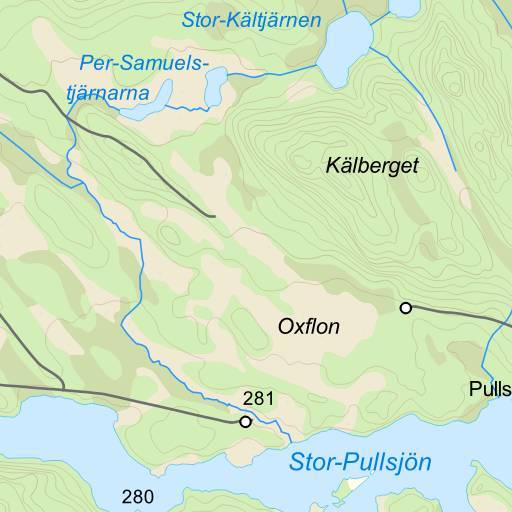 Stor-Kältjärnen
Per-Samuels-
tjärnarna
Kälberget
Oxflon
Pulls
281
Stor-Pullsjön
280